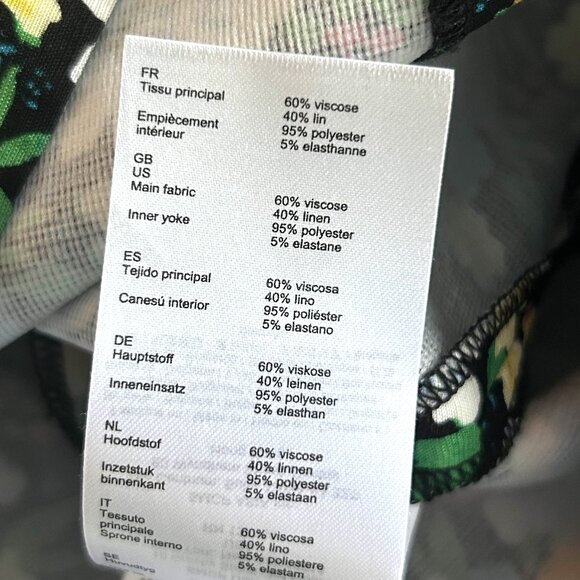 FR
Tissu principal 60% viscose
40% lin
Empiècement intérieur 95% polyester
5% elasthanne
GB
US
Main fabric 60% viscose
40% linen
Inner yoke 95% polyester
5% elastane
ES
Tejido principal 60% viscosa
40% lino
Canesú interior 95% poliéster
5% elastano
DE
Hauptstoff 60% viskose
40% leinen
Inneneinsatz 95% polyester
5% elasthan
NL
Hoofdstof 60% viscose
40% linnen
Inzetstuk binnenkant 95% polyester
5% elastaan
IT
Tessuto principale 60% viscosa
40% lino
Sprone interno 95% poliestere
5% elastam
SE